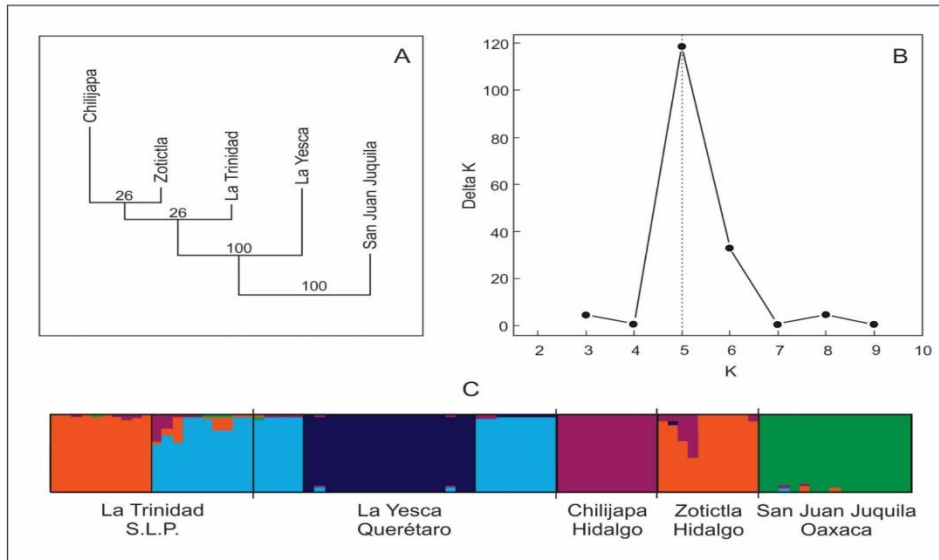 A
Chilijapa
Zotictla
La Trinidad
La Yesca
San Juan Juquila
26
26
100
100
B
Delta K
120
100
80
60
40
20
0
2 3 4 5 6 7 8 9 10
K
C
La Trinidad
S.L.P.
La Yesca
Querétaro
Chilijapa
Hidalgo
Zotictla
Hidalgo
San Juan Juquila
Oaxaca